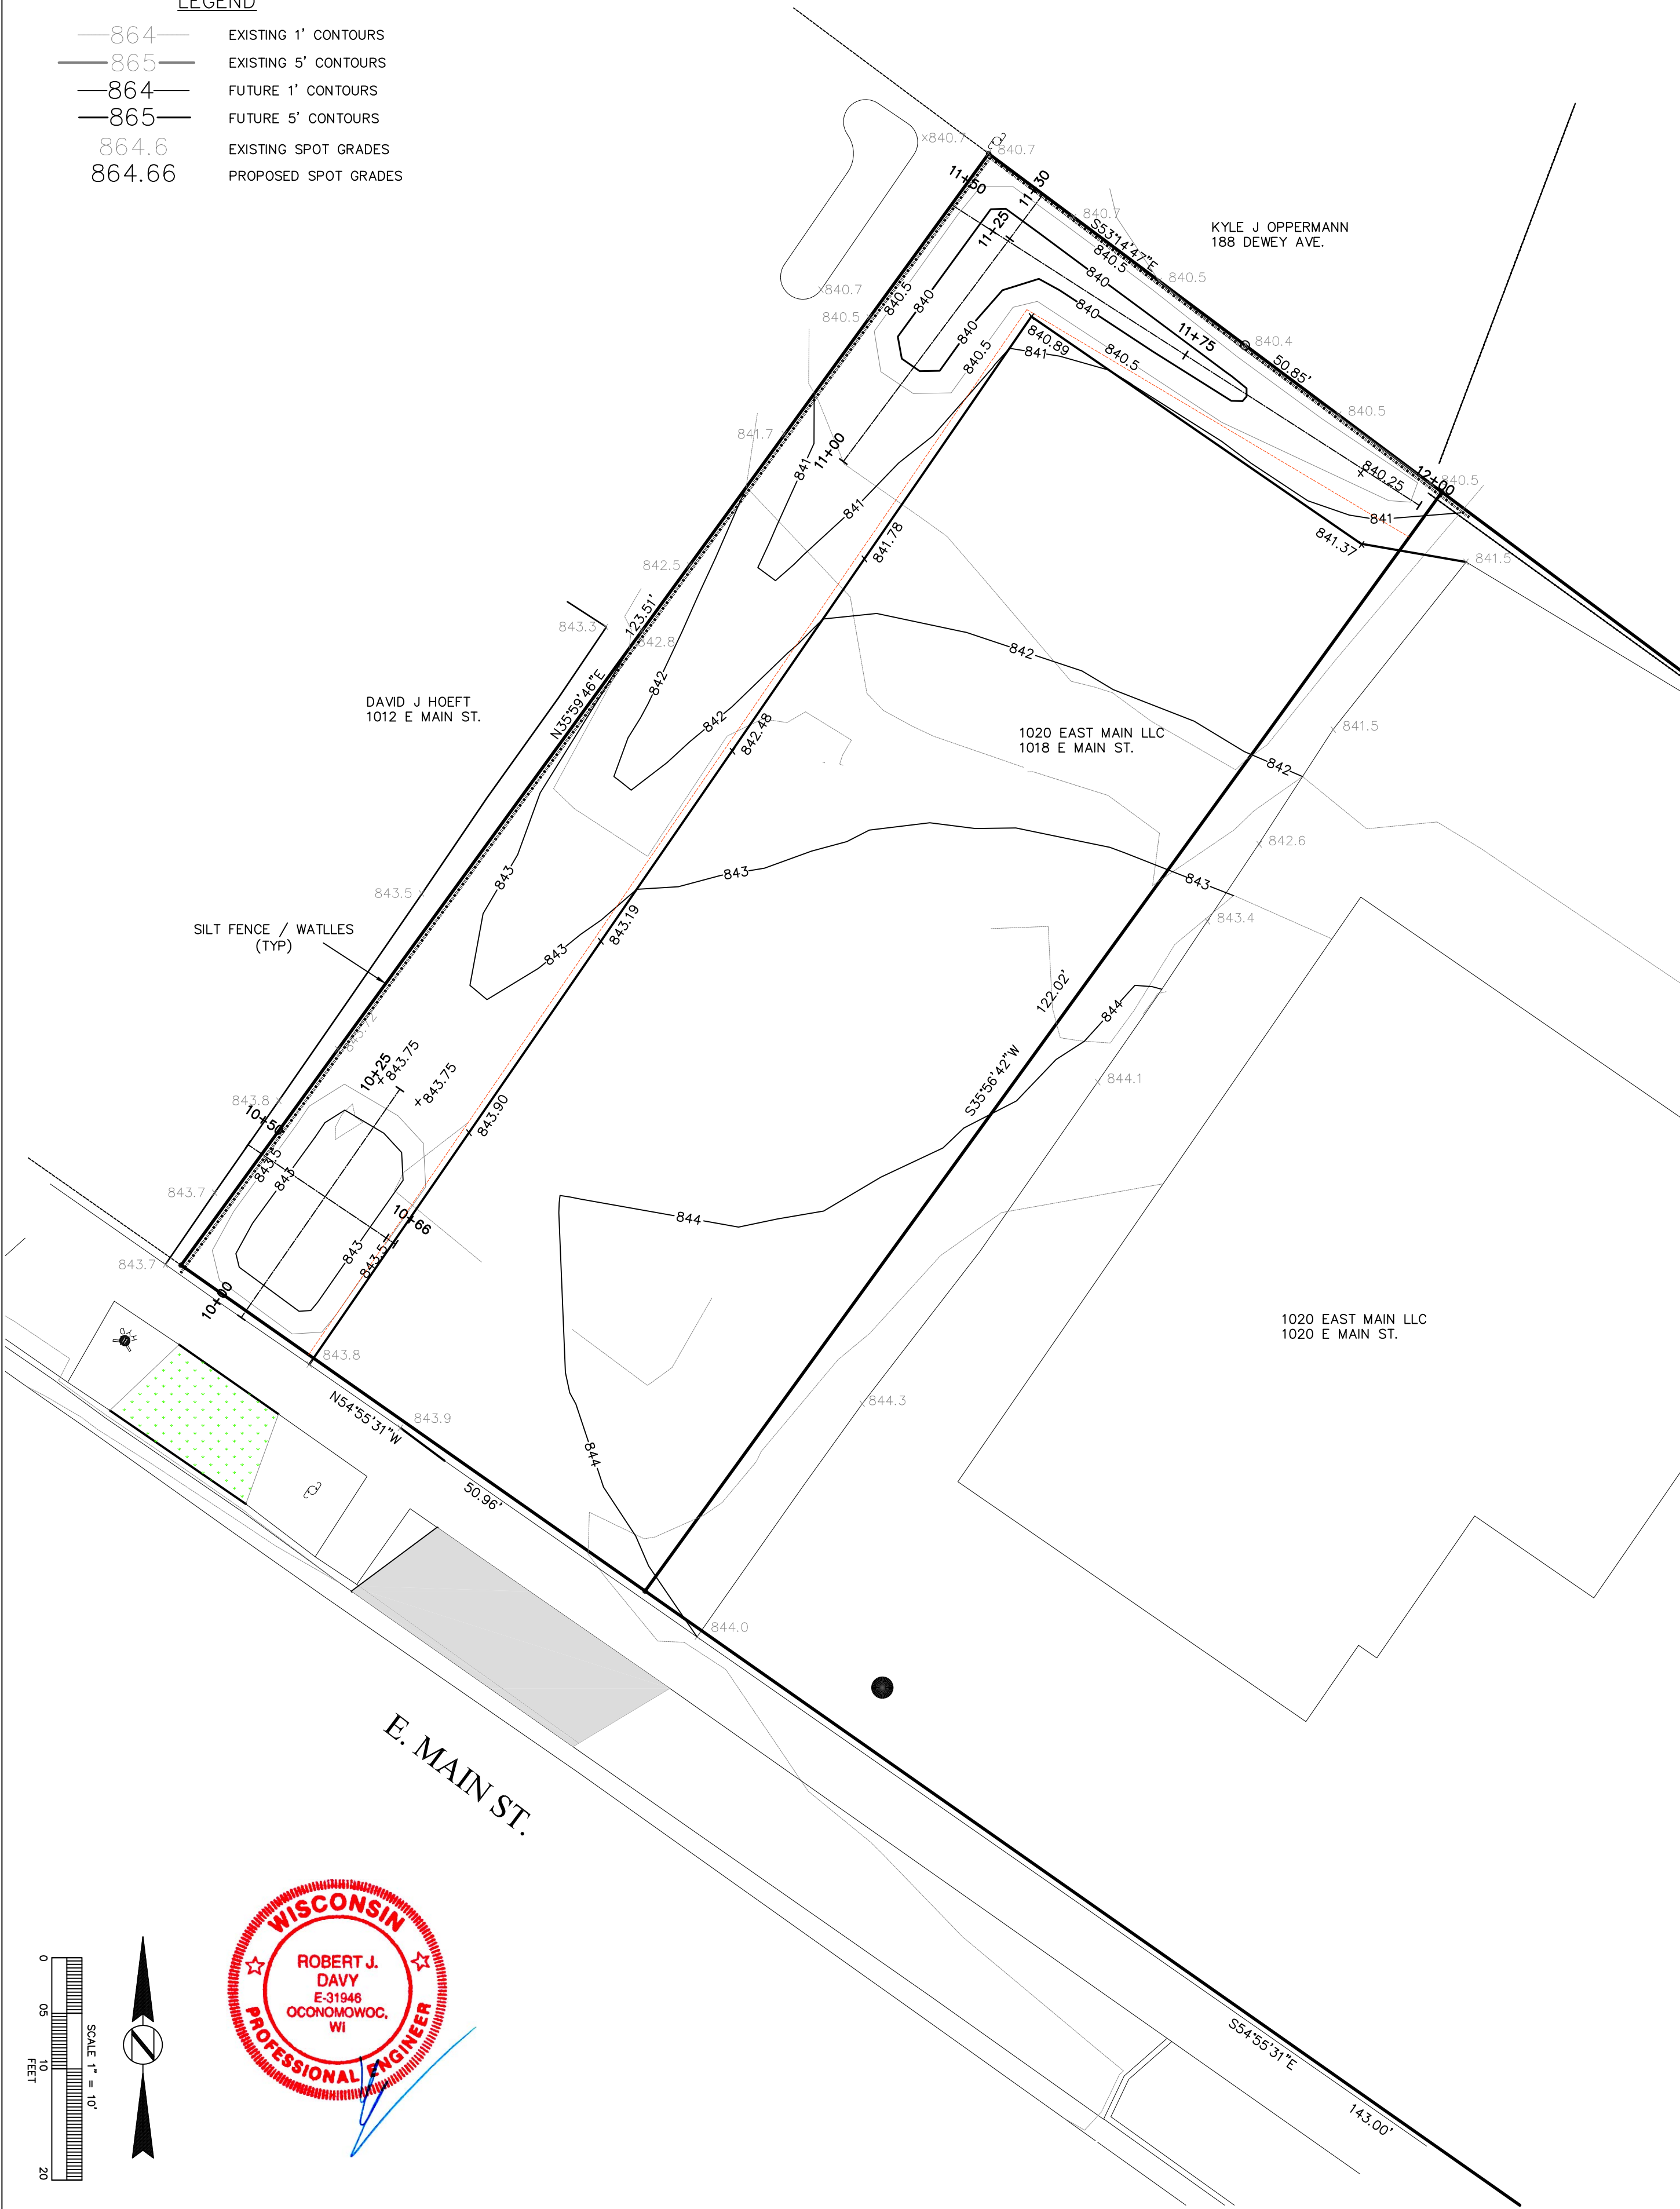 LEGEND
864 EXISTING 1' CONTOURS
865 EXISTING 5' CONTOURS
864 FUTURE 1' CONTOURS
865 FUTURE 5' CONTOURS
864.6 EXISTING SPOT GRADES
864.66 PROPOSED SPOT GRADES
x840.7
840.7
11+50
11+30
11+25
840.7
S53°14'47"E
840.5
840.5
KYLE J OPPERMANN
188 DEWEY AVE.
x840.7
840.5
840.5
840
840
840
840
840.5
840.89
841
840.5
11+75
840.4
50.85'
840.5
841.7
841
11+00
841
840.25
12+00
840.5
841
841.37
841.5
841.78
842.5
123.51'
843.3
842.8
N35°59'46"E
842
842
842.48
842
DAVID J HOEFT
1012 E MAIN ST.
1020 EAST MAIN LLC
1018 E MAIN ST.
841.5
842
842.6
843
843
843
843.4
843.5
843
843.19
SILT FENCE / WATLLES
(TYP)
122.02'
844
S35°56'42"W
844.1
10+25
+843.75
+843.75
843.90
843.8
10+50
843.5
843
843.7
10+66
843
843.5
843.7
10+00
844
843.8
N54°55'31"W
843.9
844
844.3
50.96'
844.0
1020 EAST MAIN LLC
1020 E MAIN ST.
E. MAIN ST.
S54°55'31"E
143.00'
WISCONSIN
ROBERT J.
DAVY
E-31946
OCONOMOWOC,
WI
PROFESSIONAL ENGINEER
N
SCALE 1" = 10'
0 05 10 20
FEET